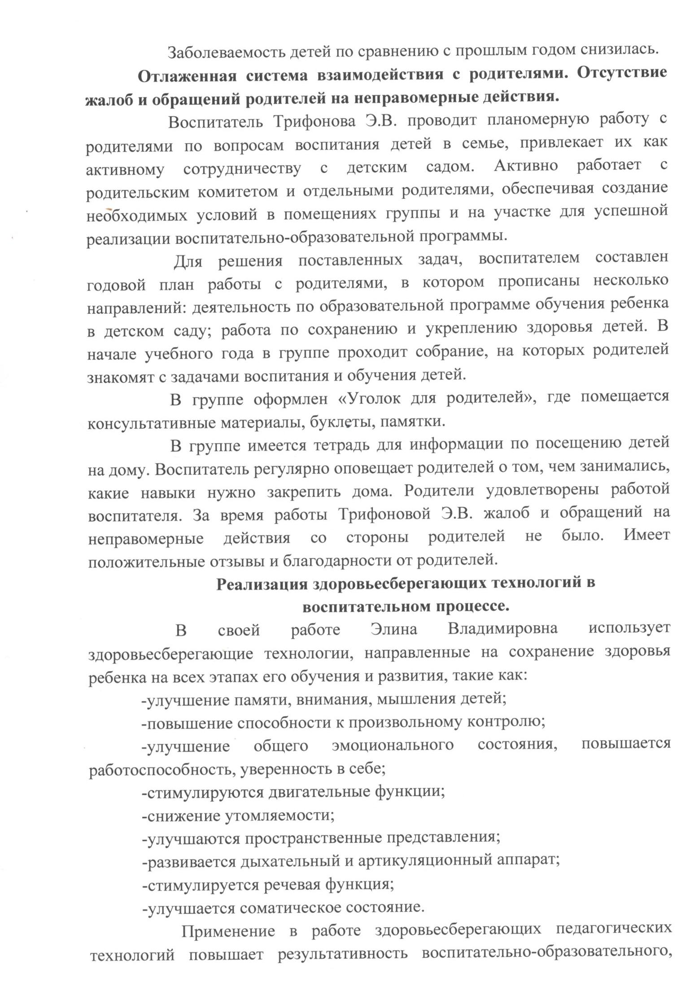 Заболеваемость детей по сравнению с прошлым годом снизилась.
Отлаженная система взаимодействия с родителями. Отсутствие
жалоб и обращений родителей на неправомерные действия.
Воспитатель Трифонова Э.В. проводит планомерную работу с
родителями по вопросам воспитания детей в семье, привлекает их как
активному сотрудничеству с детским садом. Активно работает с
родительским комитетом и отдельными родителями, обеспечивая создание
необходимых условий в помещениях группы и на участке для успешной
реализации воспитательно-образовательной программы.
Для решения поставленных задач, воспитателем составлен
годовой план работы с родителями, в котором прописаны несколько
направлений: деятельность по образовательной программе обучения ребенка
в детском саду; работа по сохранению и укреплению здоровья детей. В
начале учебного года в группе проходит собрание, на которых родителей
знакомят с задачами воспитания и обучения детей.
В группе оформлен «Уголок для родителей», где помещается
консультативные материалы, буклеты, памятки.
В группе имеется тетрадь для информации по посещению детей
на дому. Воспитатель регулярно оповещает родителей о том, чем занимались,
какие навыки нужно закрепить дома. Родители удовлетворены работой
воспитателя. За время работы Трифоновой Э.В. жалоб и обращений на
неправомерные действия со стороны родителей не было. Имеет
положительные отзывы и благодарности от родителей.
Реализация здоровьесберегающих технологий в
воспитательном процессе.
В своей работе Элина Владимировна использует
здоровьесберегающие технологии, направленные на сохранение здоровья
ребенка на всех этапах его обучения и развития, такие как:
-улучшение памяти, внимания, мышления детей;
-повышение способности к произвольному контролю;
-улучшение общего эмоционального состояния, повышается
работоспособность, уверенность в себе;
-стимулируются двигательные функции;
-снижение утомляемости;
-улучшаются пространственные представления;
-развивается дыхательный и артикуляционный аппарат;
-стимулируется речевая функция;
-улучшается соматическое состояние.
Применение в работе здоровьесберегающих педагогических
технологий повышает результативность воспитательно-образовательного,